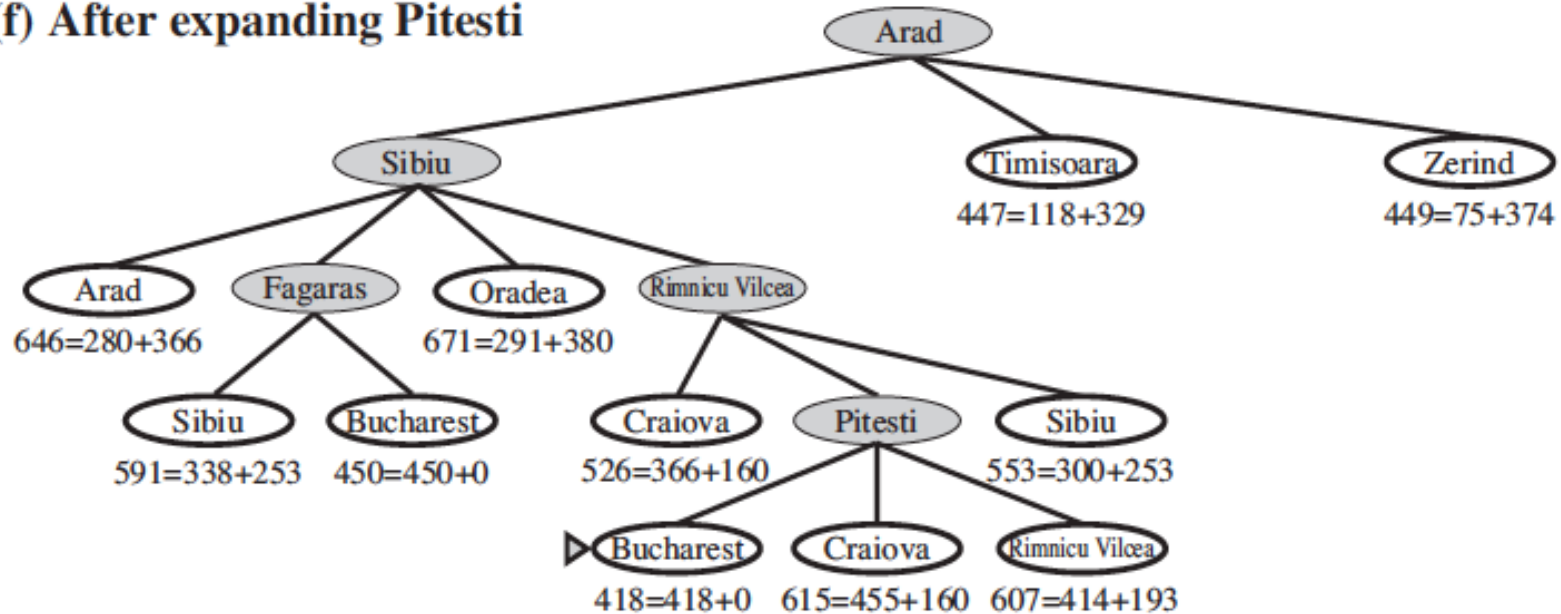 f) After expanding Pitesti
Arad
Sibiu
Timisoara
Zerind
447=118+329
449=75+374
Arad
Fagaras
Oradea
Rimnicu Vilcea
646=280+366
671=291+380
Sibiu
Bucharest
Craiova
Pitesti
Sibiu
591=338+253
450=450+0
526=366+160
553=300+253
Bucharest
Craiova
Rimnicu Vilcea
418=418+0
615=455+160
607=414+193